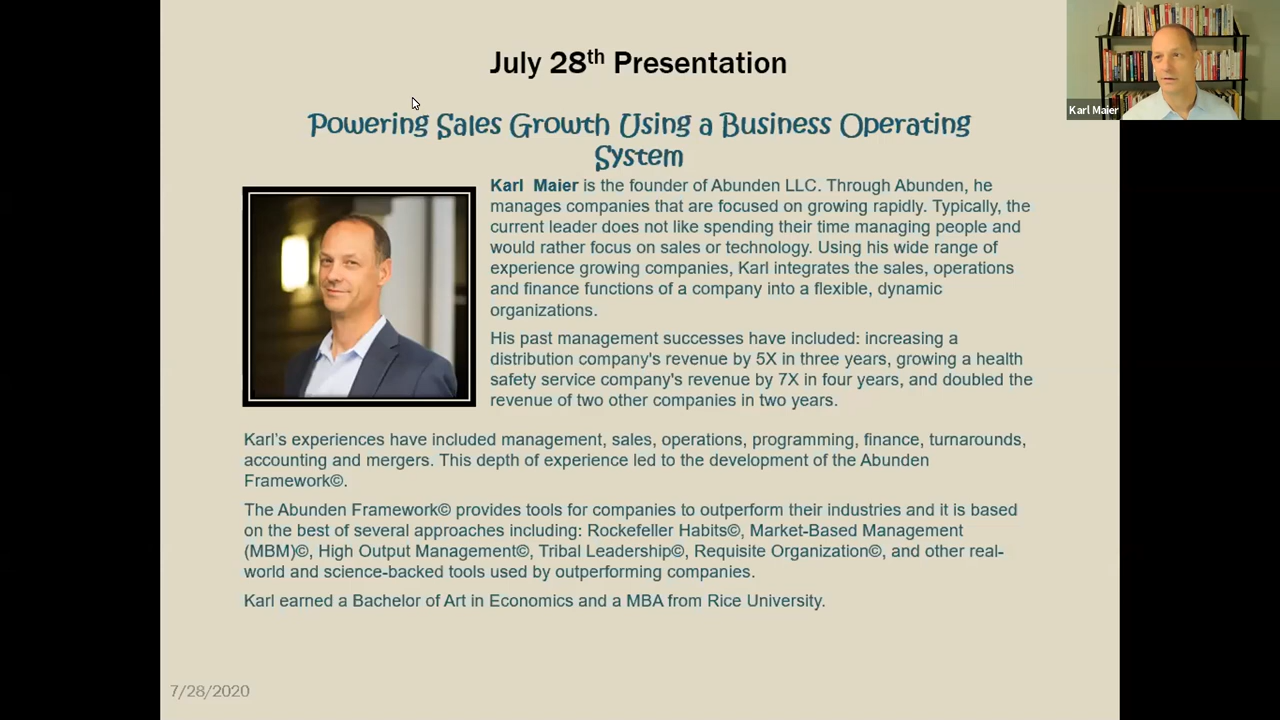 July 28th Presentation
Karl Maier
Powering Sales Growth Using a Business Operating
System
Karl Maier is the founder of Abunden LLC. Through Abunden, he
manages companies that are focused on growing rapidly. Typically, the
current leader does not like spending their time managing people and
would rather focus on sales or technology. Using his wide range of
experience growing companies, Karl integrates the sales, operations
and finance functions of a company into a flexible, dynamic
organizations.
His past management successes have included: increasing a
distribution company's revenue by 5X in three years, growing a health
safety service company's revenue by 7X in four years, and doubled the
revenue of two other companies in two years.
Karl's experiences have included management, sales, operations, programming, finance, turnarounds,
accounting and mergers. This depth of experience led to the development of the Abunden
Framework©.
The Abunden Framework© provides tools for companies to outperform their industries and it is based
on the best of several approaches including: Rockefeller Habits©, Market-Based Management
(MBM)©, High Output Management©, Tribal Leadership©, Requisite Organization©, and other real-
world and science-backed tools used by outperforming companies.
Karl earned a Bachelor of Art in Economics and a MBA from Rice University.
7/28/2020